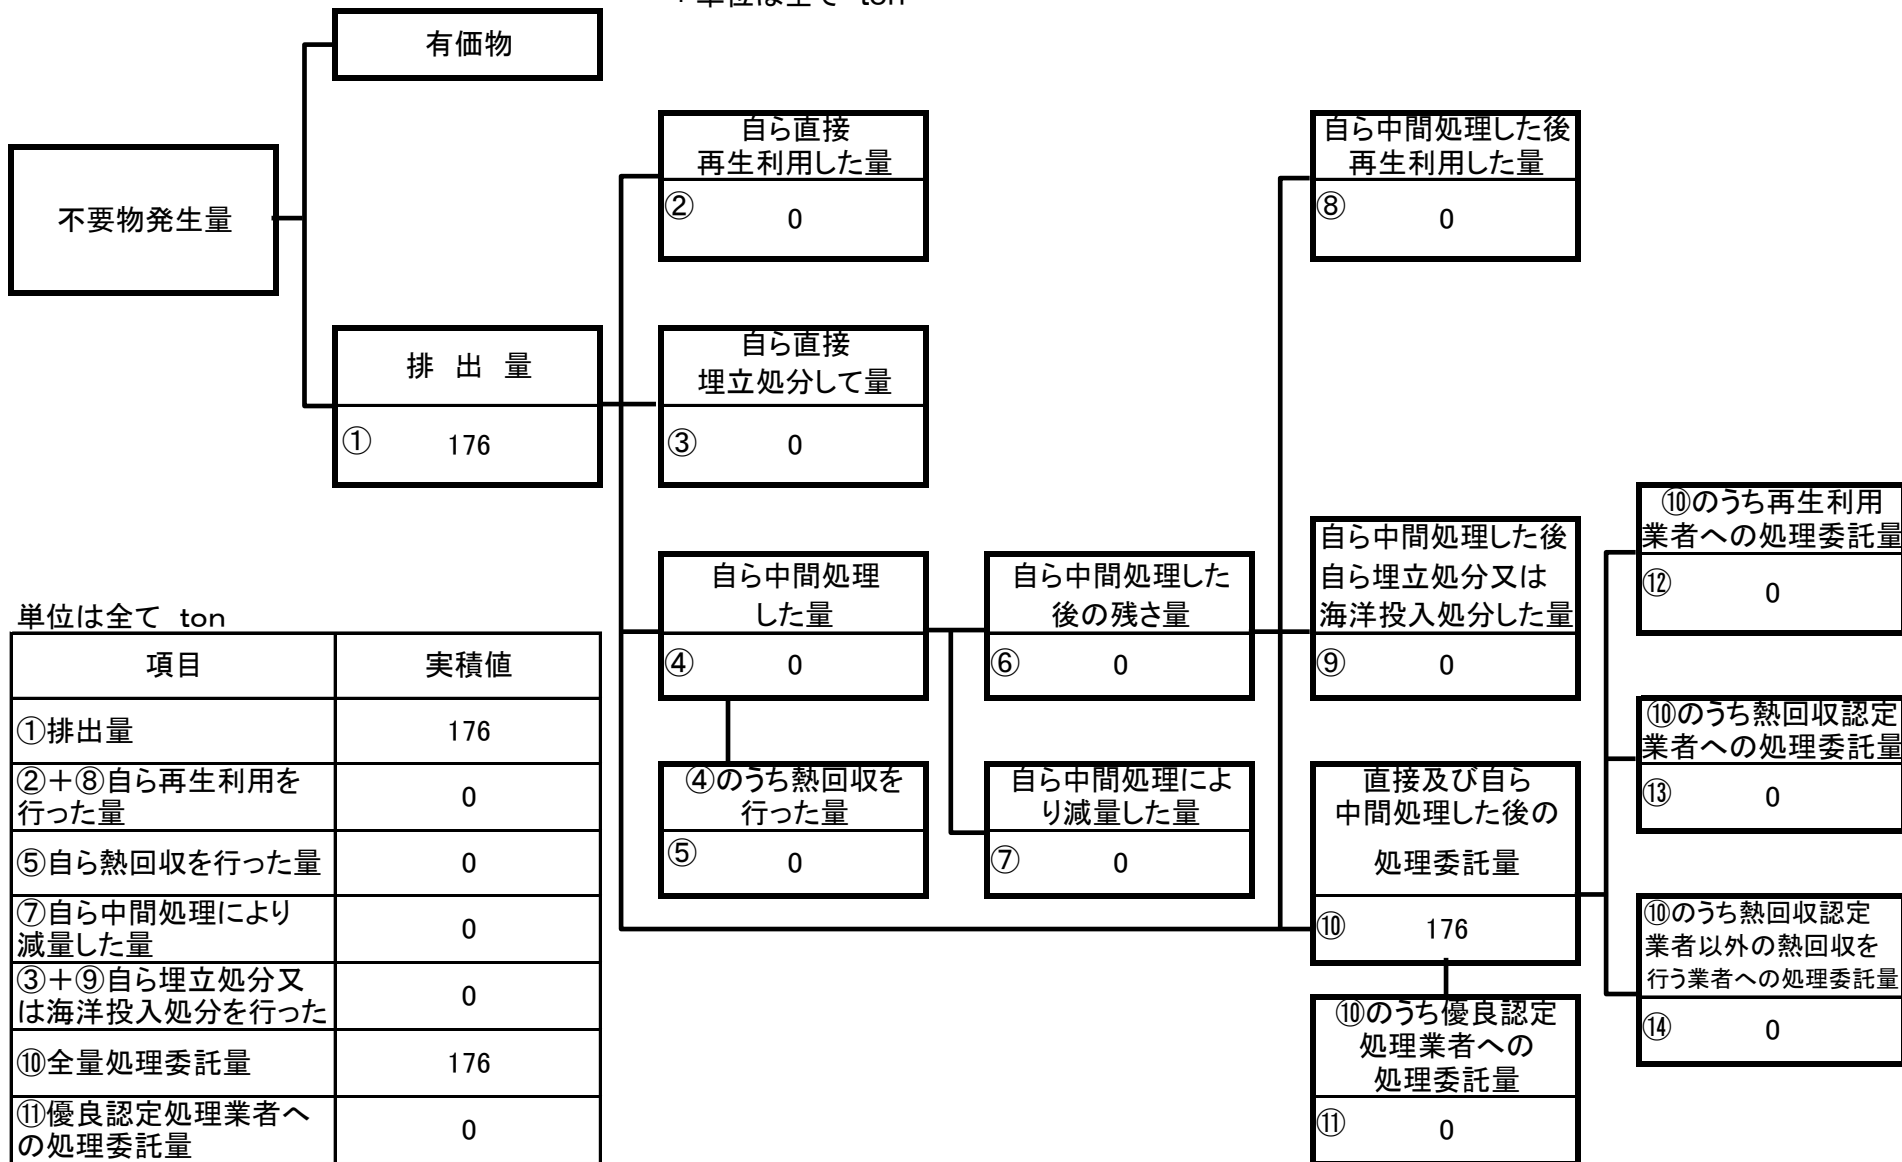 単位は全て ton
有価物
不要物発生量
排 出 量
① 176
自ら直接
再生利用した量
② 0
自ら直接
埋立処分して量
③ 0
自ら中間処理
した量
④ 0
④のうち熱回収を
行った量
⑤ 0
自ら中間処理した
後の残さ量
⑥ 0
自ら中間処理によ
り減量した量
⑦ 0
自ら中間処理した後
再生利用した量
⑧ 0
自ら中間処理した後
自ら埋立処分又は
海洋投入処分した量
⑨ 0
直接及び自ら
中間処理した後の
処理委託量
⑩ 176
⑩のうち優良認定
処理業者への
処理委託量
⑪ 0
⑩のうち再生利用
業者への処理委託量
⑫ 0
⑩のうち熱回収認定
業者への処理委託量
⑬ 0
⑩のうち熱回収認定
業者以外の熱回収を
行う業者への処理委託量
⑭ 0
単位は全て ton
項目 実積値
①排出量 176
②＋⑧自ら再生利用を
行った量 0
⑤自ら熱回収を行った量 0
⑦自ら中間処理により
減量した量 0
③＋⑨自ら埋立処分又
は海洋投入処分を行った 0
⑩全量処理委託量 176
⑪優良認定処理業者へ
の処理委託量 0